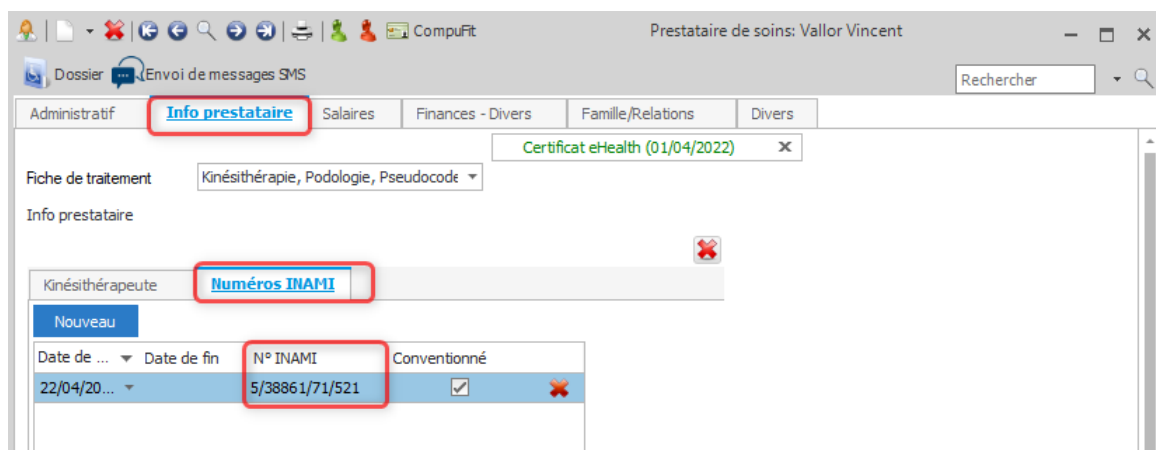 CompuFit Prestataire de soins: Vallor Vincent
Dossier Envoi de messages SMS Rechercher
Administratif Info prestataire Salaires Finances - Divers Famille/Relations Divers
Certificat eHealth (01/04/2022)
Fiche de traitement Kinésithérapie, Podologie, Pseudocode
Info prestataire
Kinésithérapeute Numéros INAMI
Nouveau
Date de ... Date de fin N° INAMI Conventionné
22/04/20... 5/38861/71/521